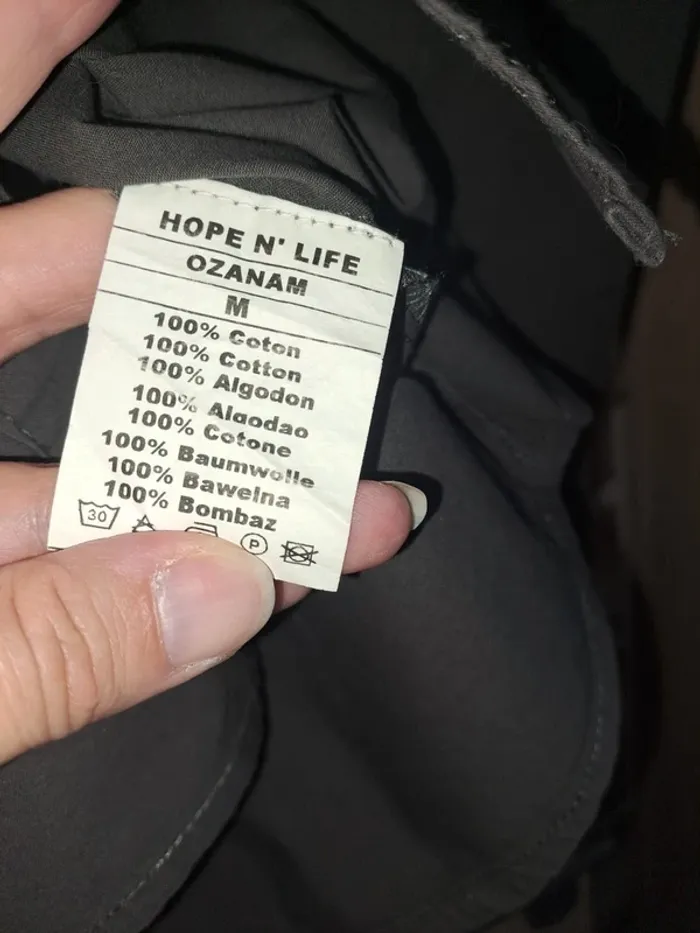 HOPE N' LIFE
OZANAM
M
100% Coton
100% Cotton
100% Algodon
100% Algodao
100% Cotone
100% Baumwolle
100% Bawelna
100% Bombaz
30 P